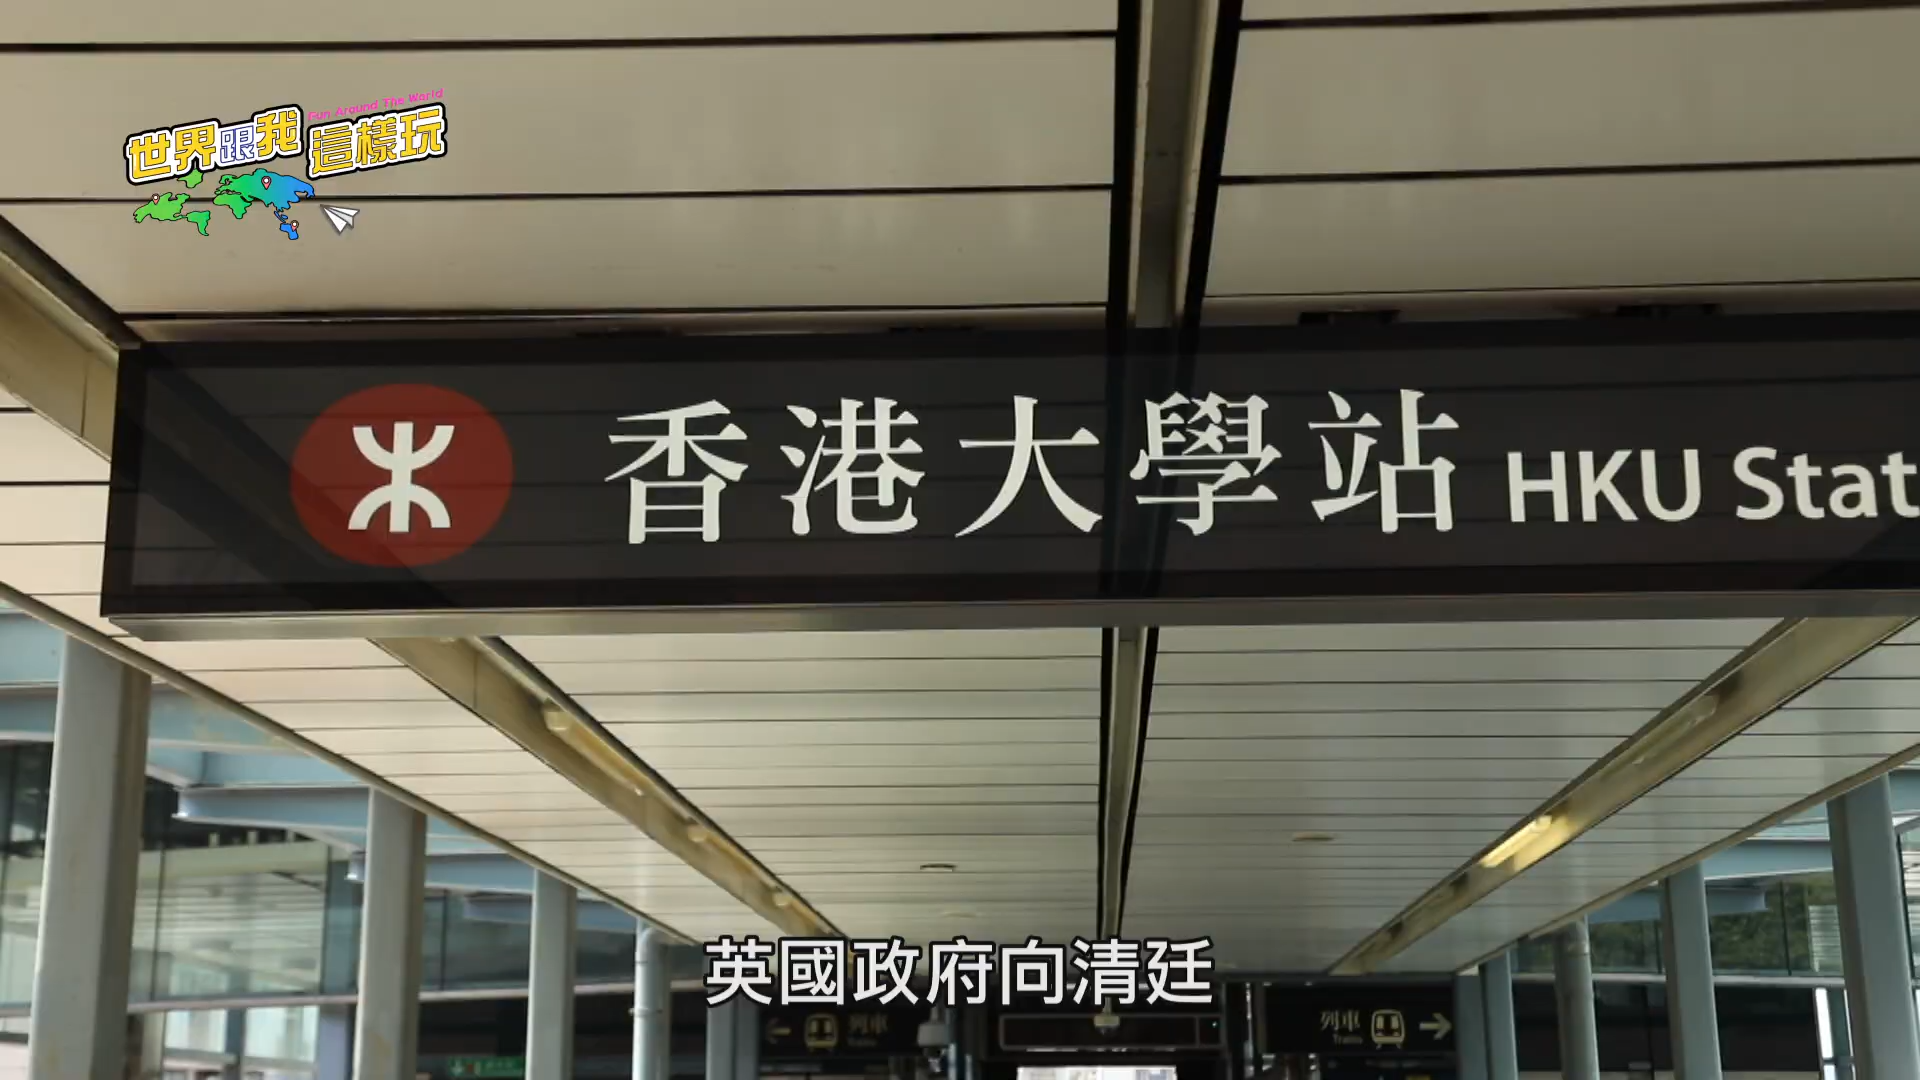 Fun Around The World
世界跟我這樣玩
香港大學站 HKU Stat
英國政府向清廷
列車
Trains
列車
Trains